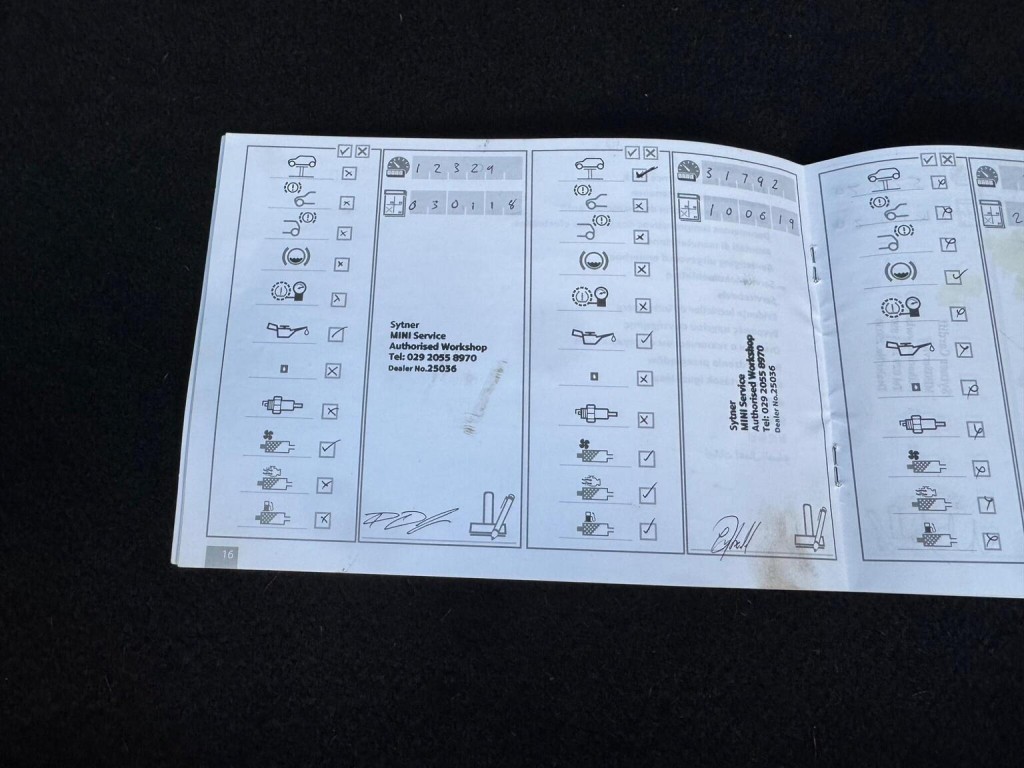 12329
030118
Sytner
MINI Service
Authorised Workshop
Tel: 029 2055 8970
Dealer No.25036
16
31792
100619
Sytner
MINI Service
Authorised Workshop
Tel: 029 2055 8970
Dealer No.25036
2